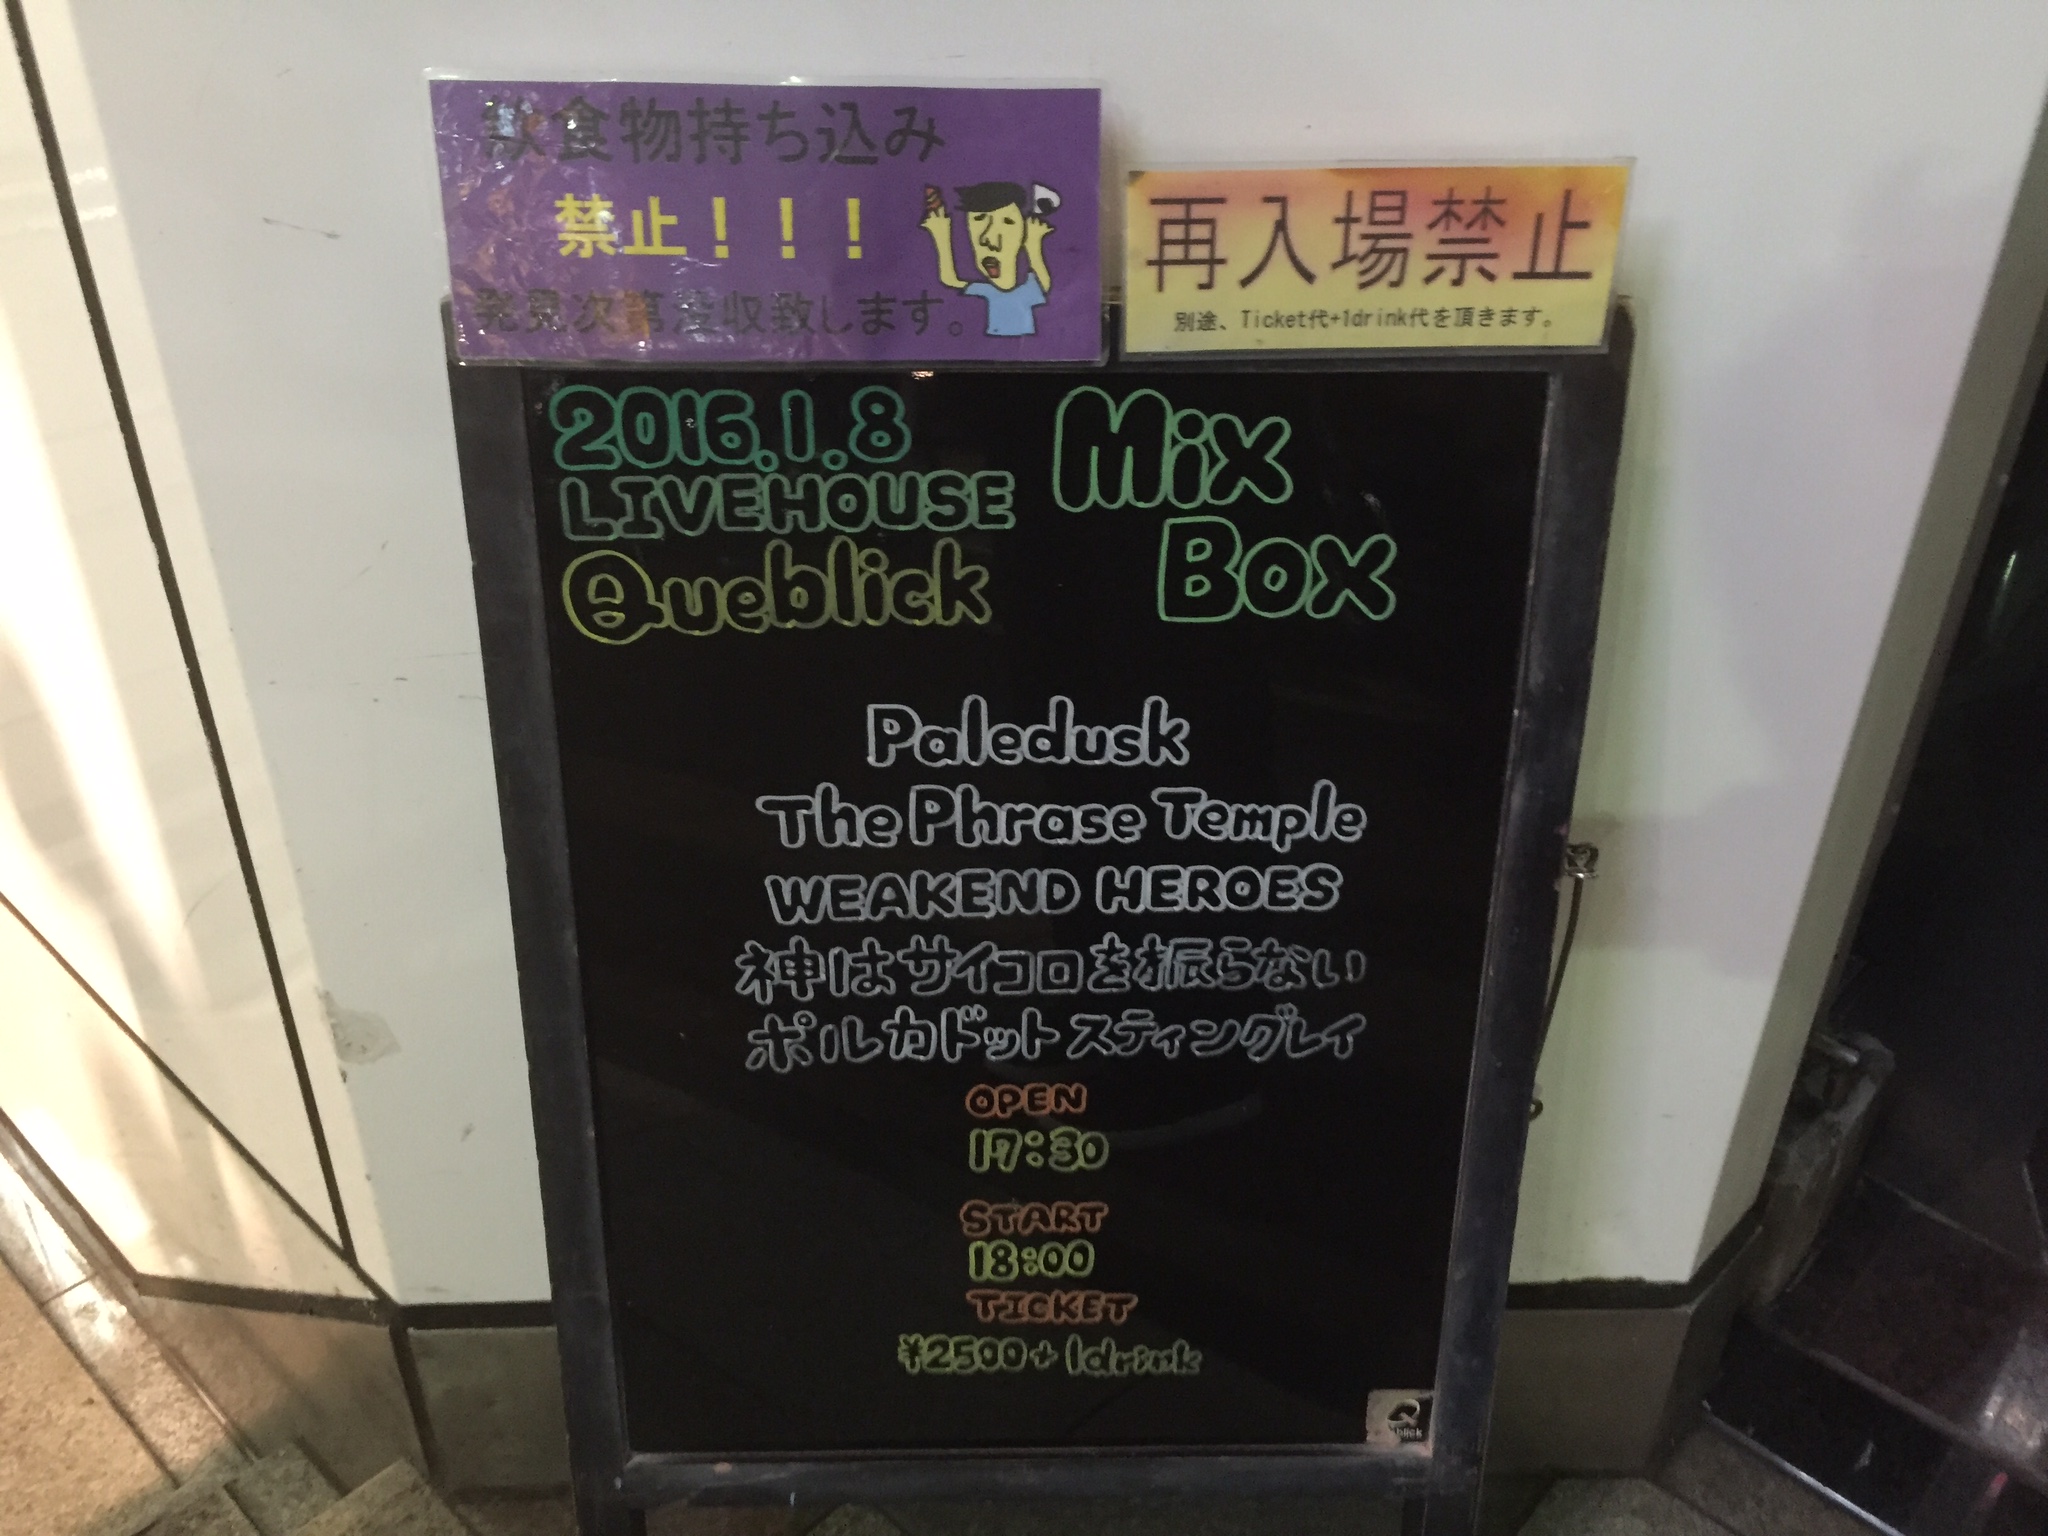 飲食物持ち込み
禁止！！！
発見次第没収致します。
再入場禁止
別途、Ticket代+1drink代を頂きます。
2016.1.8
LIVEHOUSE
Queblick
Mix
Box
Paledusk
The Phrase Temple
WEAKEND HEROES
神はサイコロを振らない
ポルカドットスティングレイ
OPEN
17:30
START
18:00
TICKET
¥2500+1drink